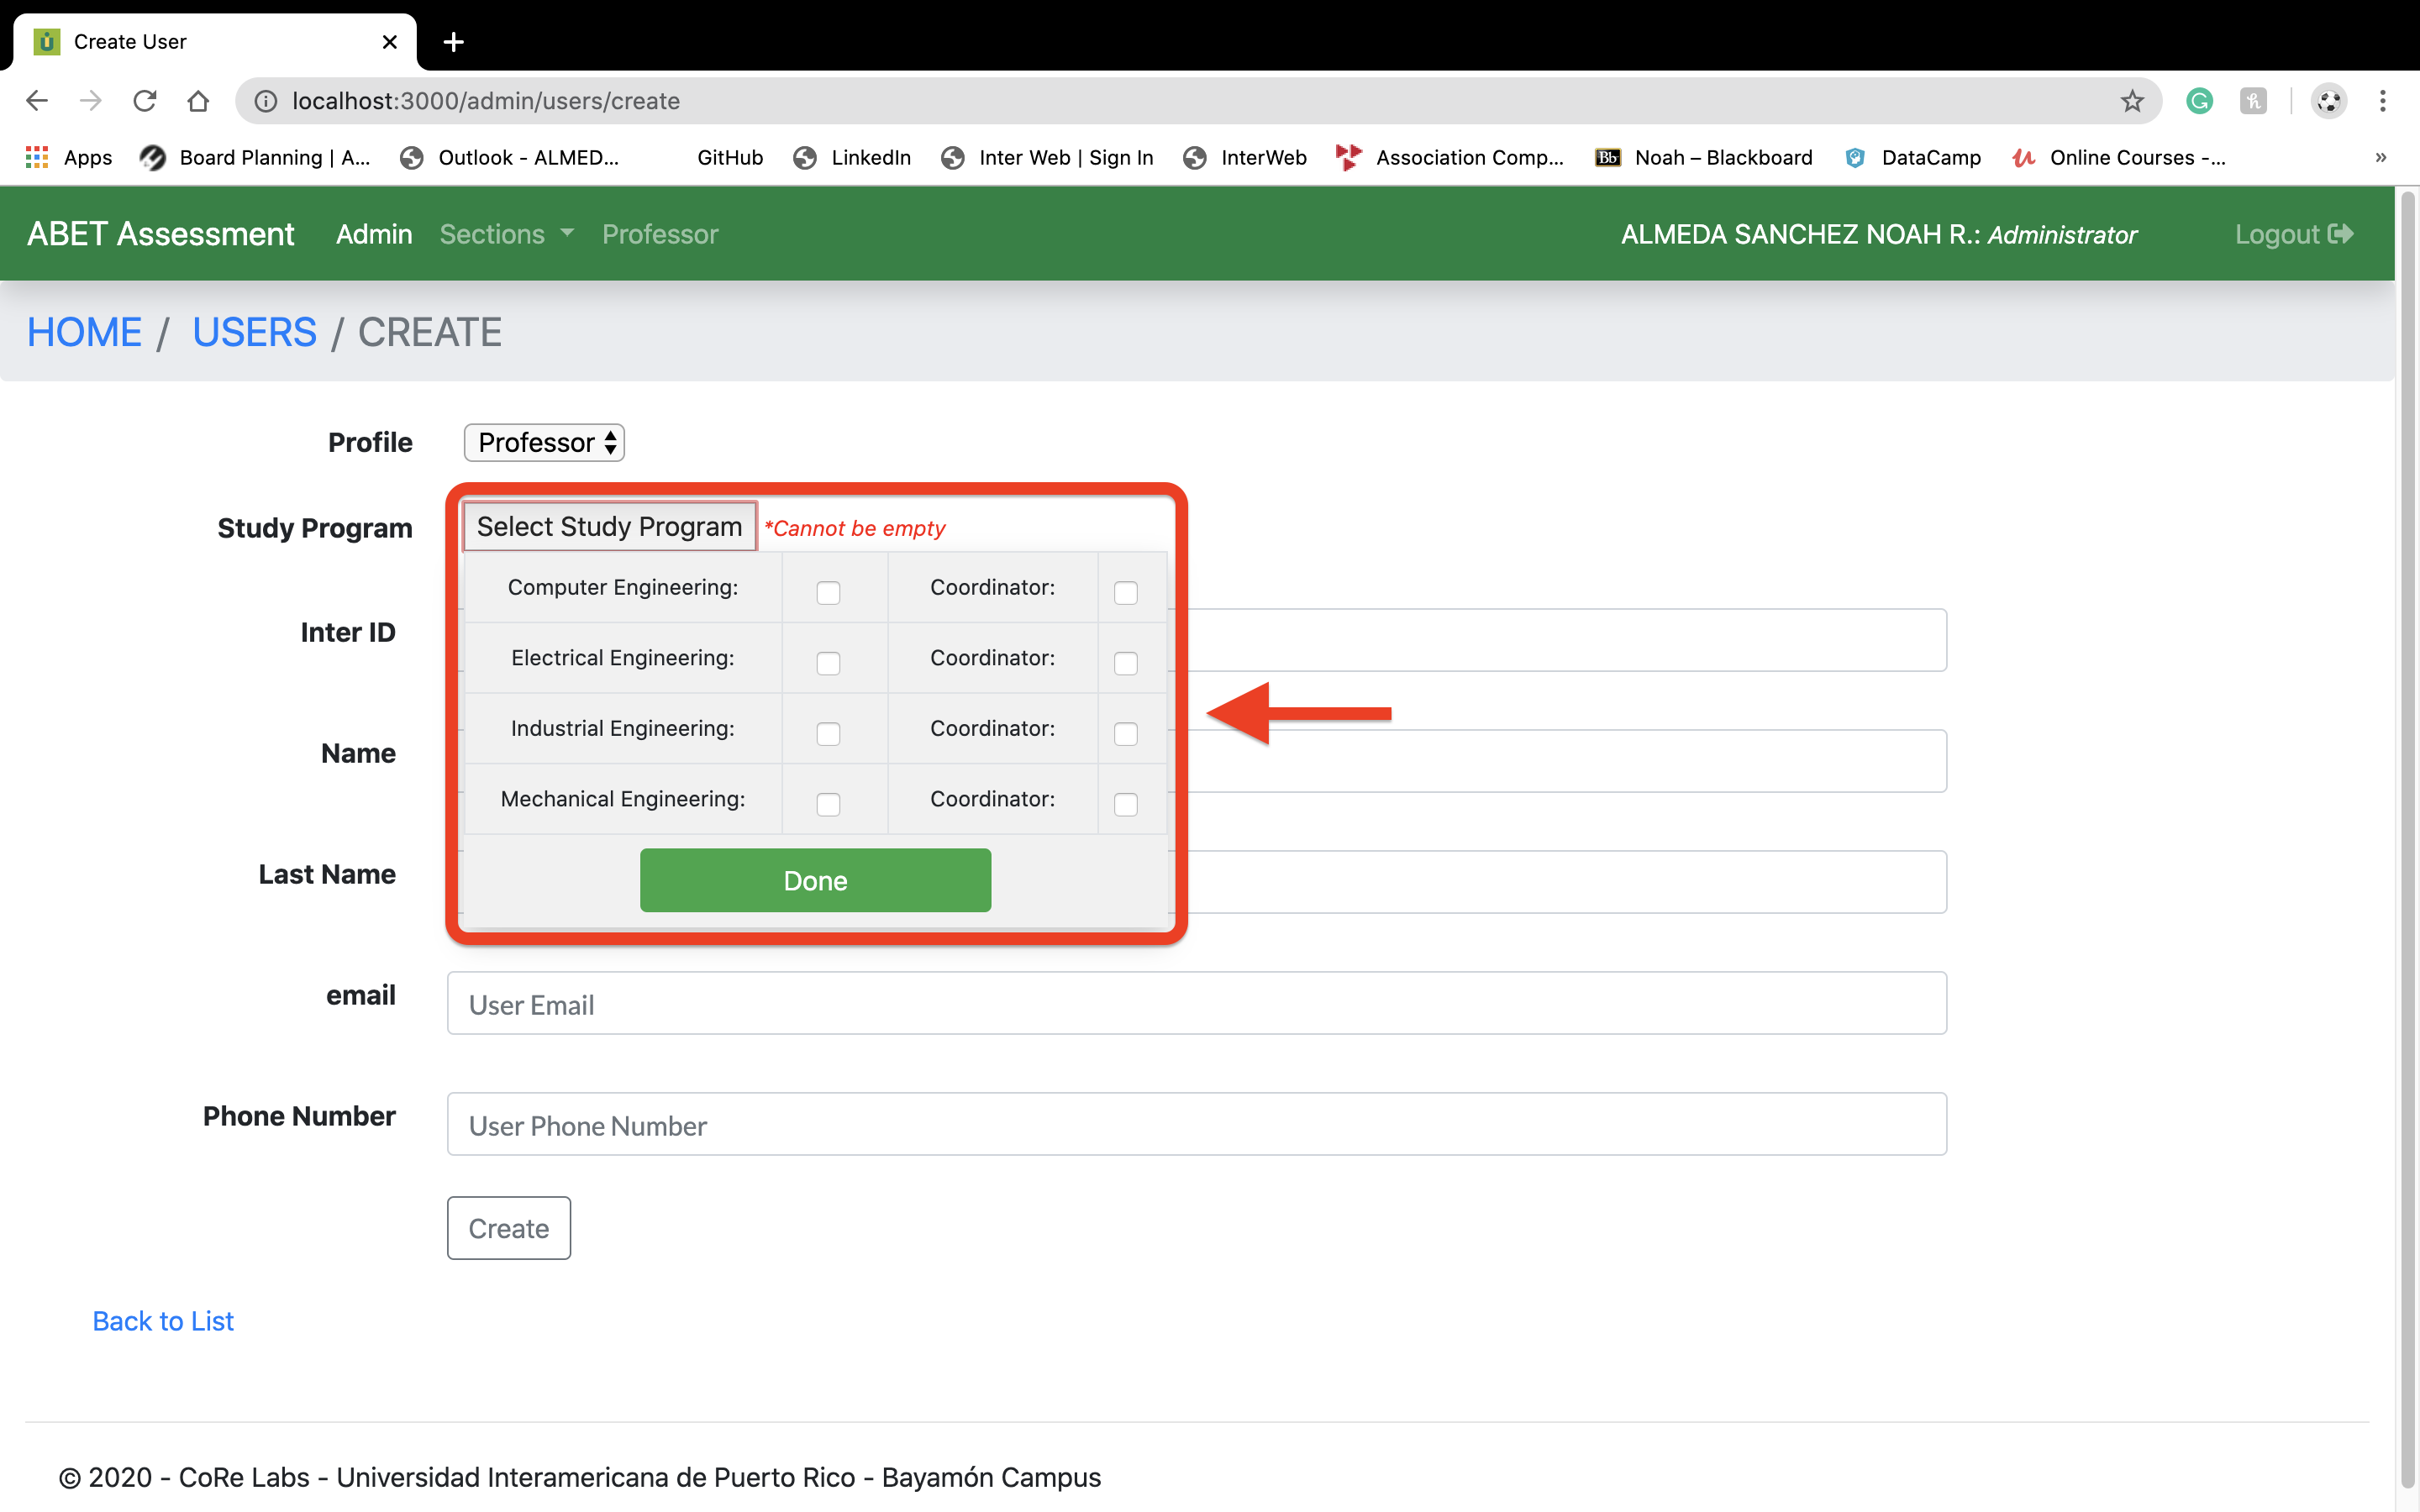 Create User
localhost:3000/admin/users/create
Apps Board Planning | A... Outlook - ALMED... GitHub LinkedIn Inter Web | Sign In InterWeb Association Comp... Bb Noah – Blackboard DataCamp Online Courses -... »
ABET Assessment Admin Sections Professor ALMEDA SANCHEZ NOAH R.: Administrator Logout
HOME / USERS / CREATE
Profile Professor
Study Program Select Study Program *Cannot be empty
Computer Engineering: Coordinator:
Inter ID
Electrical Engineering: Coordinator:
Industrial Engineering: Coordinator:
Name
Mechanical Engineering: Coordinator:
Last Name Done
email User Email
Phone Number User Phone Number
Create
Back to List
© 2020 - CoRe Labs - Universidad Interamericana de Puerto Rico - Bayamón Campus